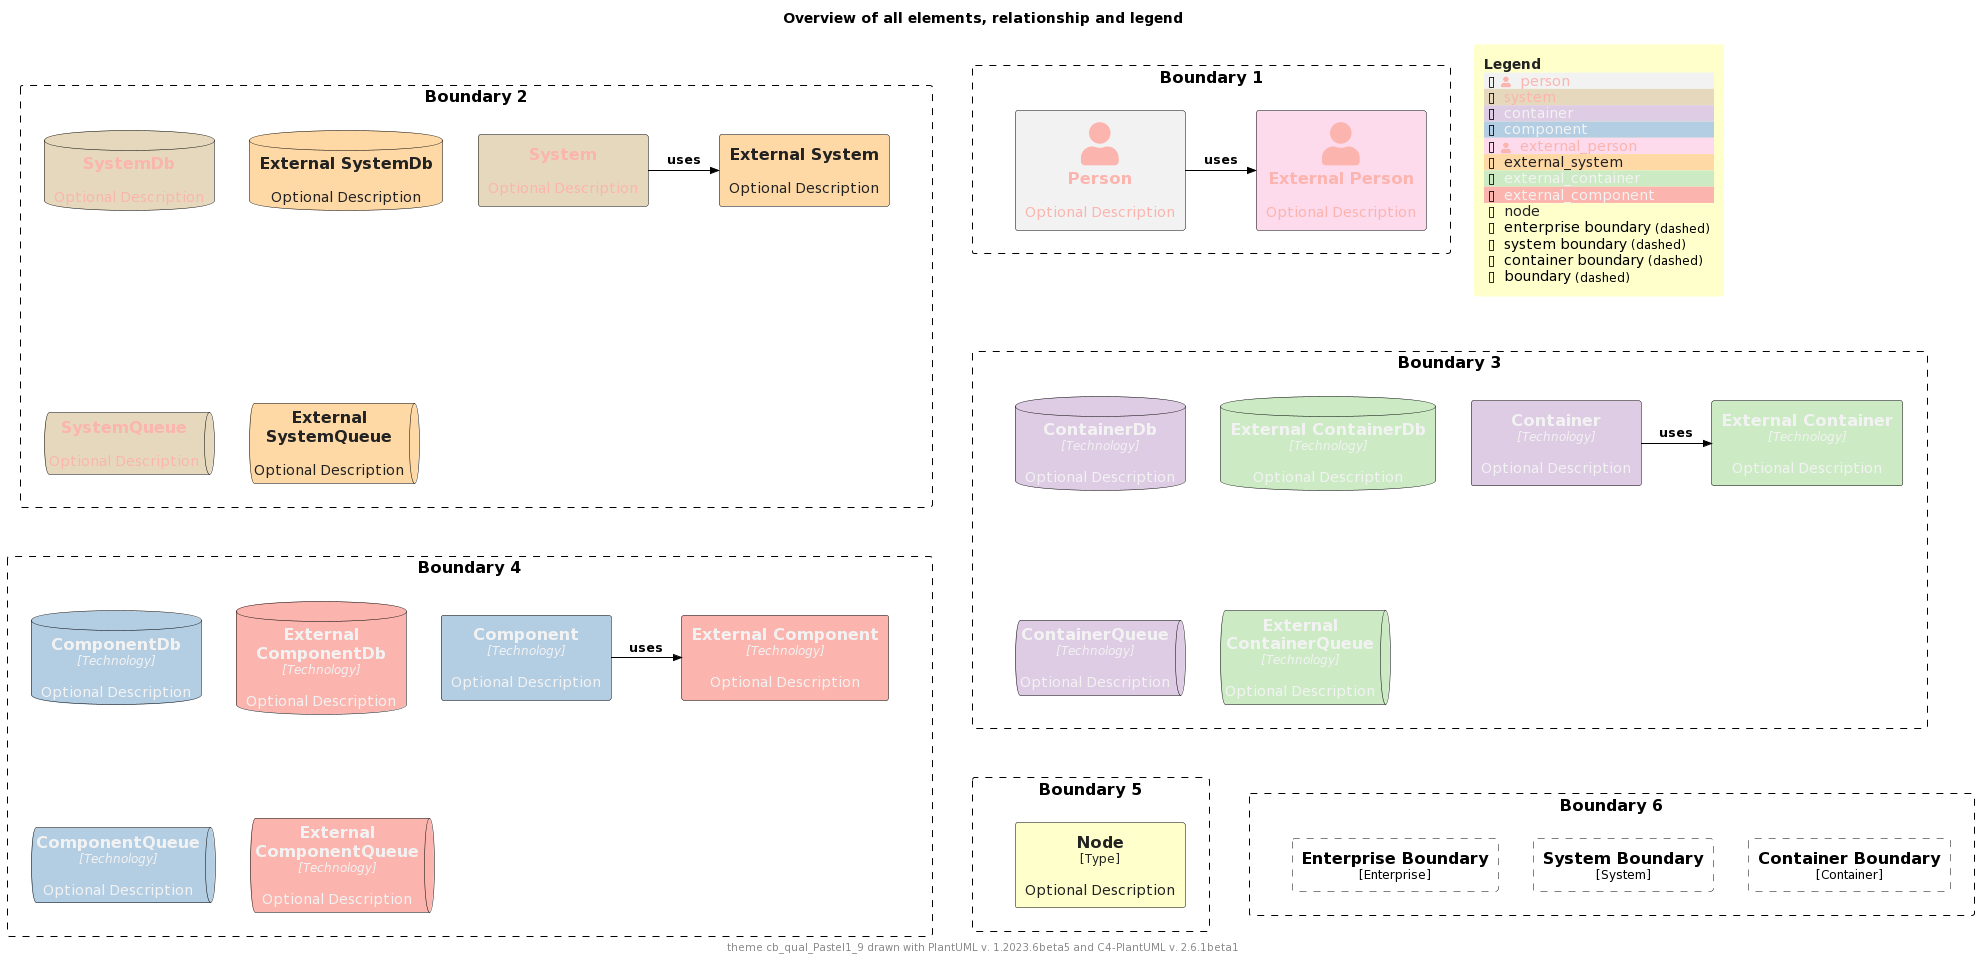 Overview of all elements, relationship and legend
Boundary 2
SystemDb
Optional Description
External SystemDb
Optional Description
System
Optional Description
uses
External System
Optional Description
SystemQueue
Optional Description
External
SystemQueue
Optional Description
Boundary 1
Person
Optional Description
uses
External Person
Optional Description
Legend
person
system
container
component
external_person
external_system
external_container
external_component
node
enterprise boundary (dashed)
system boundary (dashed)
container boundary (dashed)
boundary (dashed)
Boundary 3
ContainerDb
[Technology]
Optional Description
External ContainerDb
[Technology]
Optional Description
Container
[Technology]
Optional Description
uses
External Container
[Technology]
Optional Description
ContainerQueue
[Technology]
Optional Description
External
ContainerQueue
[Technology]
Optional Description
Boundary 4
ComponentDb
[Technology]
Optional Description
External
ComponentDb
[Technology]
Optional Description
Component
[Technology]
Optional Description
uses
External Component
[Technology]
Optional Description
ComponentQueue
[Technology]
Optional Description
External
ComponentQueue
[Technology]
Optional Description
Boundary 5
Node
[Type]
Optional Description
Boundary 6
Enterprise Boundary
[Enterprise]
System Boundary
[System]
Container Boundary
[Container]
theme cb_qual_Pastel1_9 drawn with PlantUML v. 1.2023.6beta5 and C4-PlantUML v. 2.6.1beta1